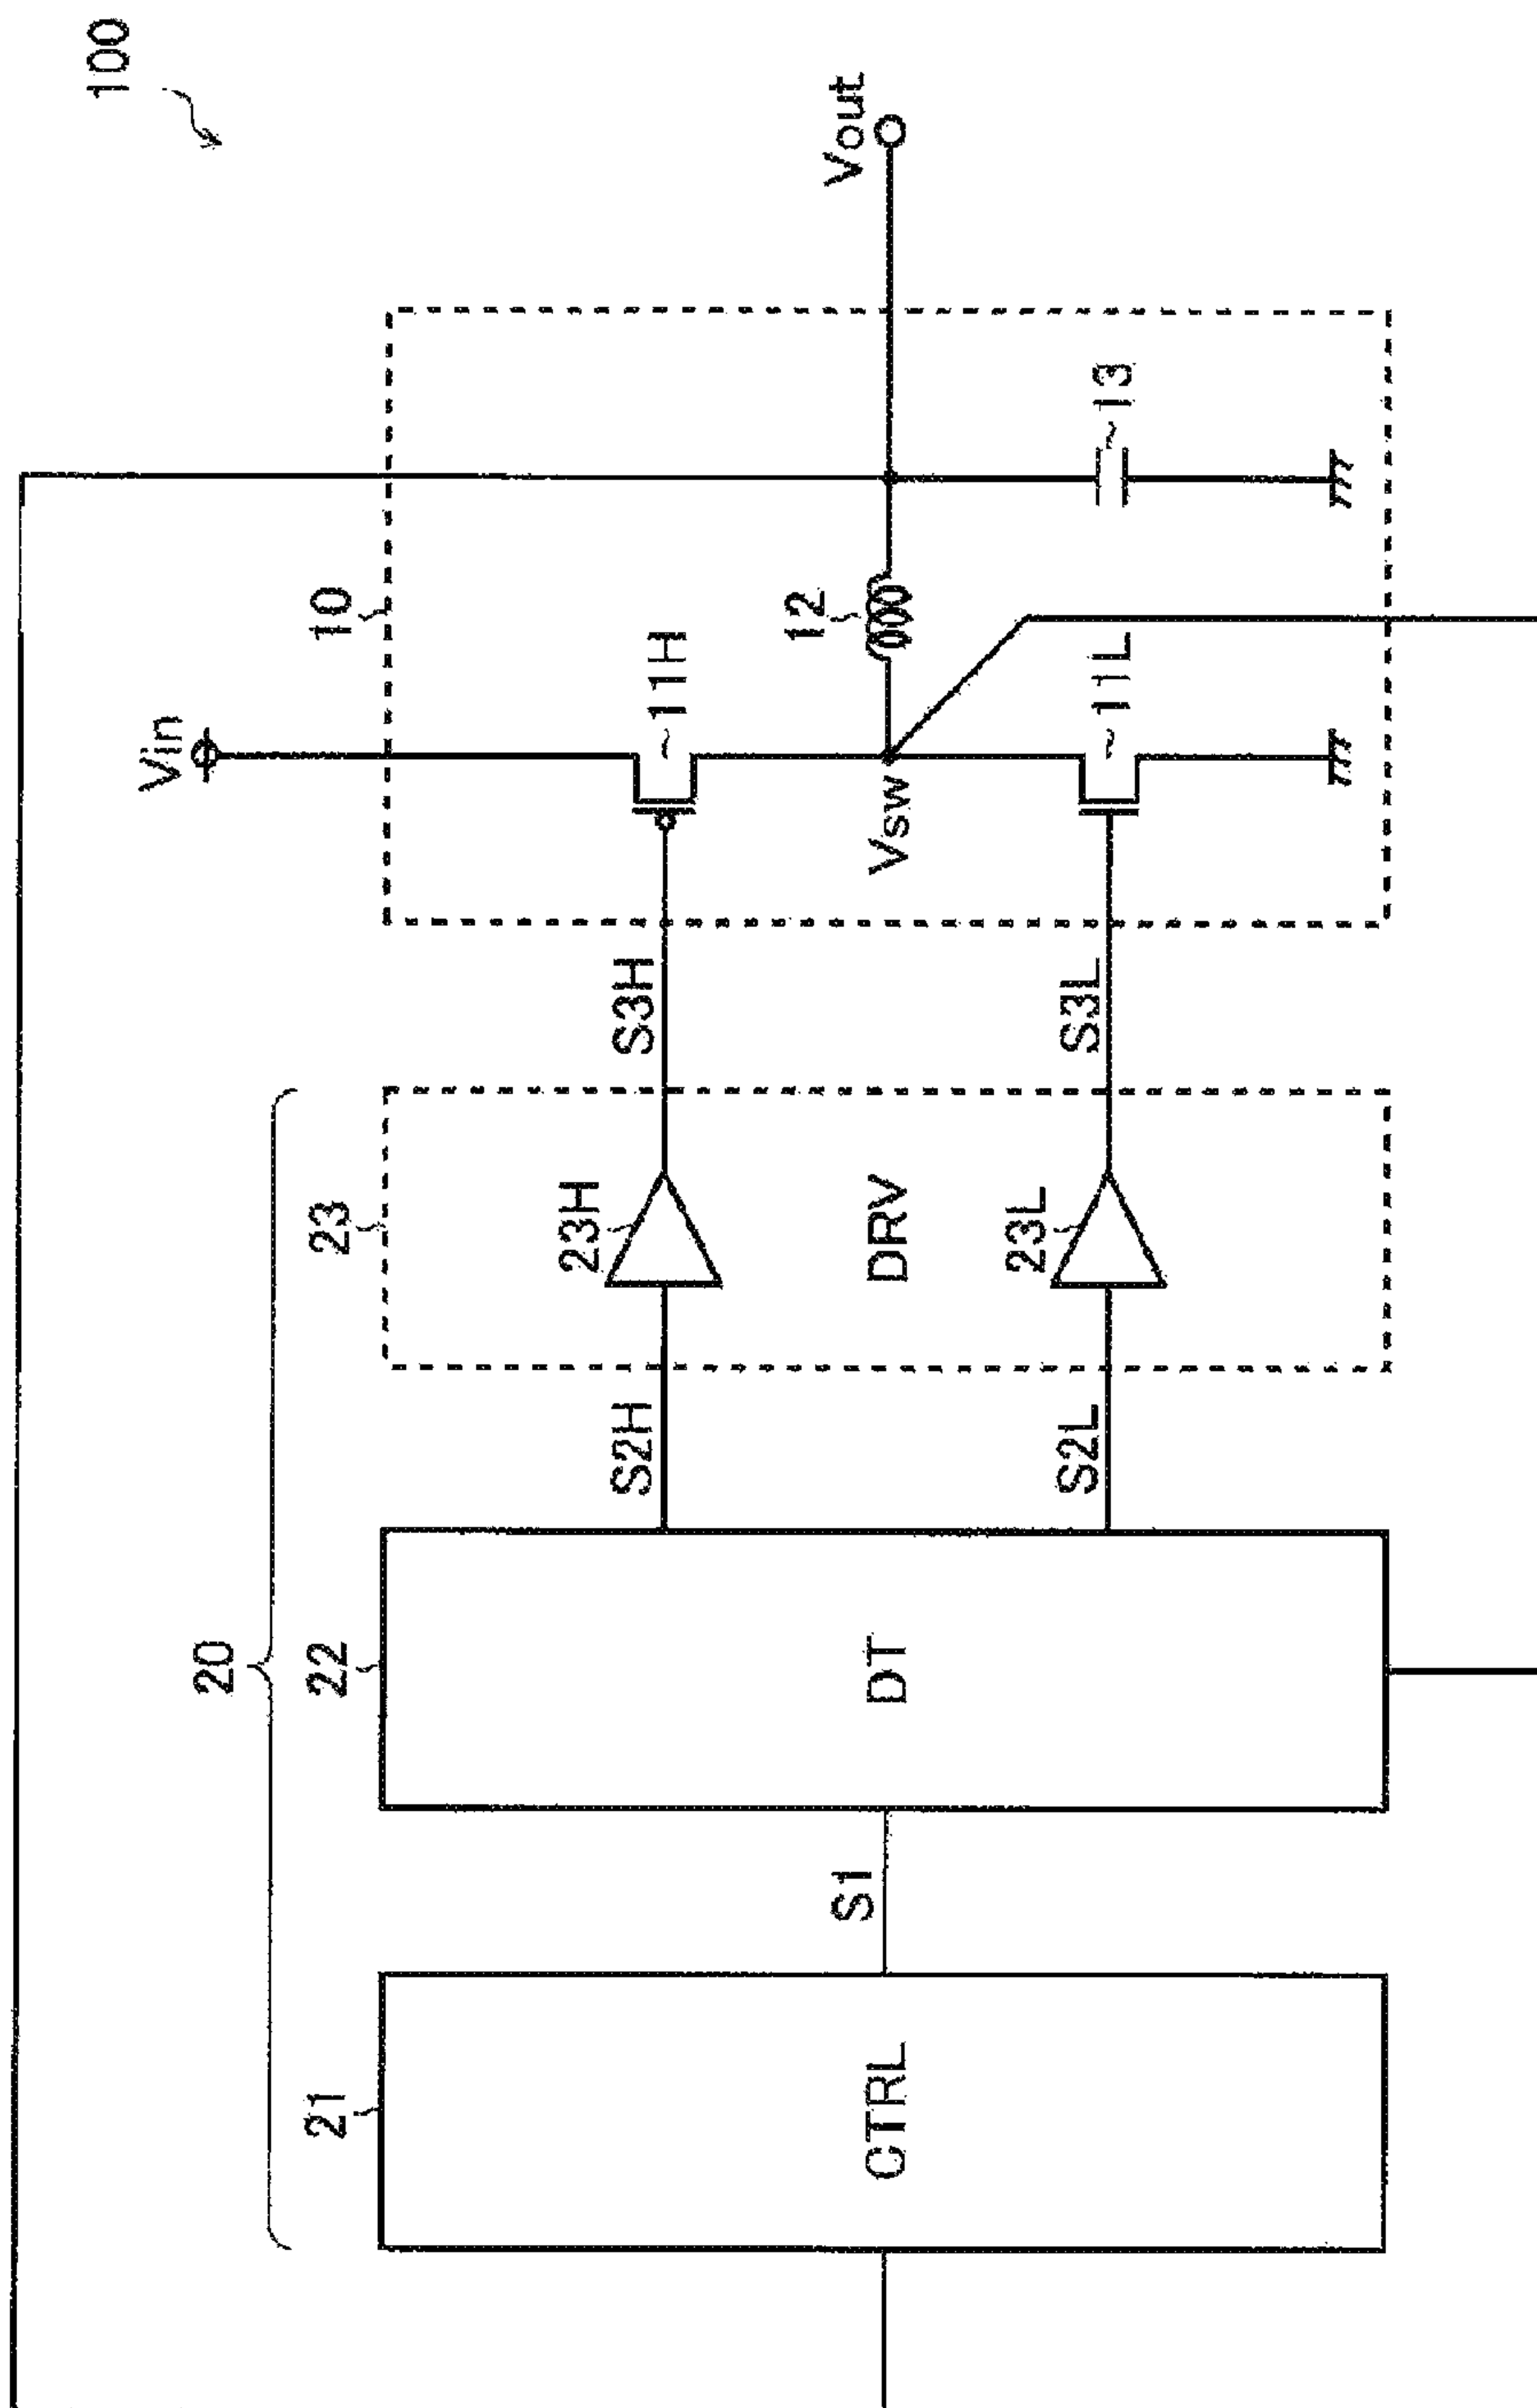 100
Vin
10
20
21
22
23
CTRL
S1
DT
S2H
S2L
23H
DRV
23L
S3H
S3L
11H
Vsw
11L
12
13
Vout